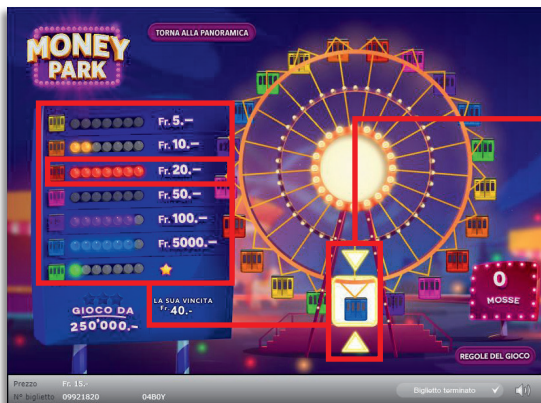 MONEY
PARK
TORNA ALLA PANORAMICA
Fr. 5.–
Fr. 10.–
Fr. 20.–
Fr. 50.–
Fr. 100.–
Fr. 5000.–
GIOCO DA
250'000.–
LA SUA VINCITA
Fr. 40.-
0
MOSSE
REGOLE DEL GIOCO
Prezzo Fr. 15.-
N° biglietto 09921820 04B0Y
Biglietto terminato